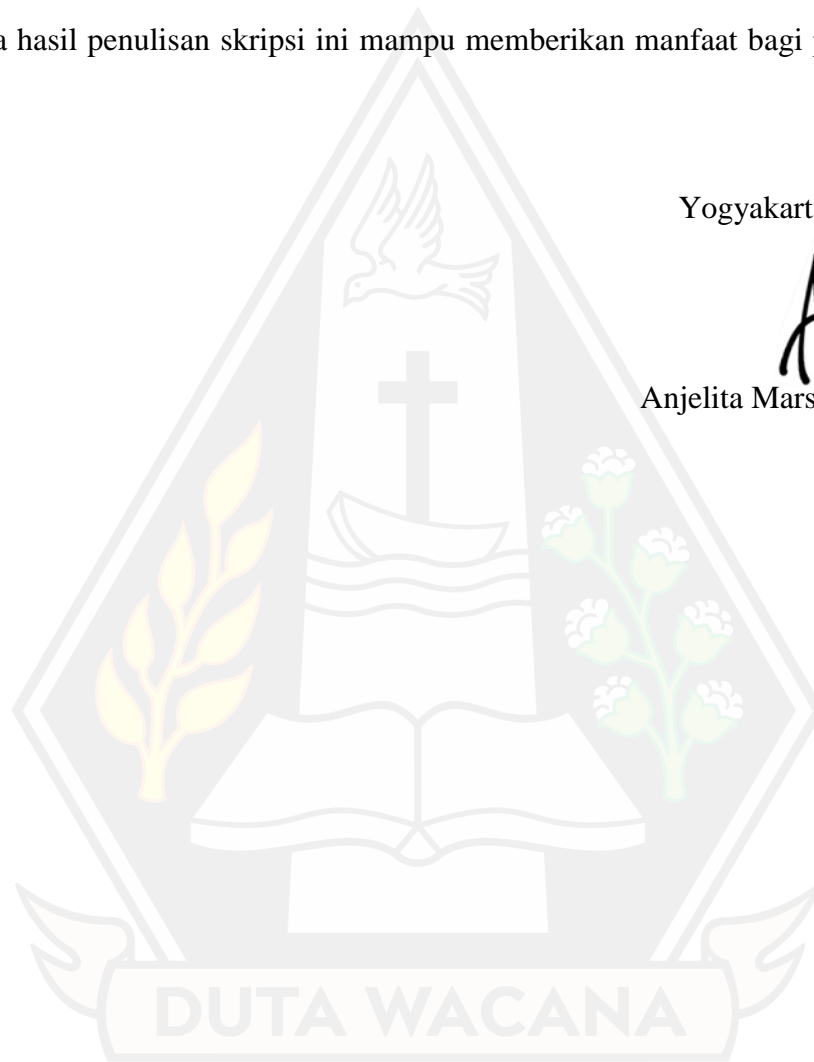 hasil penulisan skripsi ini mampu memberikan manfaat bagi
Yogyakart
Anjelita Mars
DUTA WACANA